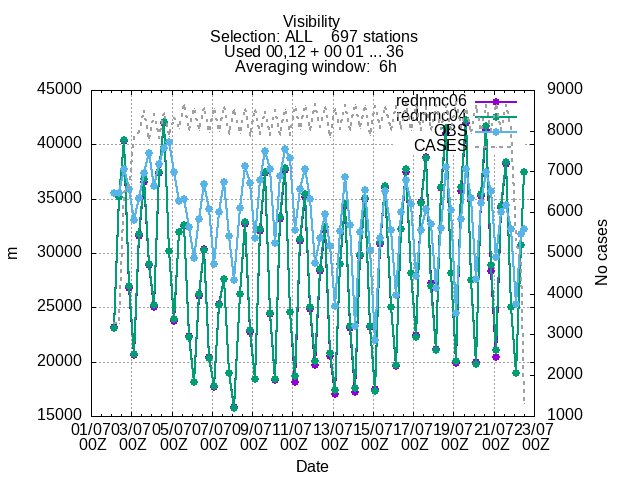 Visibility
Selection: ALL    697 stations
Used 00,12 + 00 01 ... 36
Averaging window:  6h
45000
40000
35000
30000
25000
20000
15000
m
9000
8000
7000
6000
5000
4000
3000
2000
1000
No cases
rednmc06
rednmc04
OBS
CASES
01/07 03/07 05/07 07/07 09/07 11/07 13/07 15/07 17/07 19/07 21/07 23/07
00Z 00Z 00Z 00Z 00Z 00Z 00Z 00Z 00Z 00Z 00Z 00Z
Date